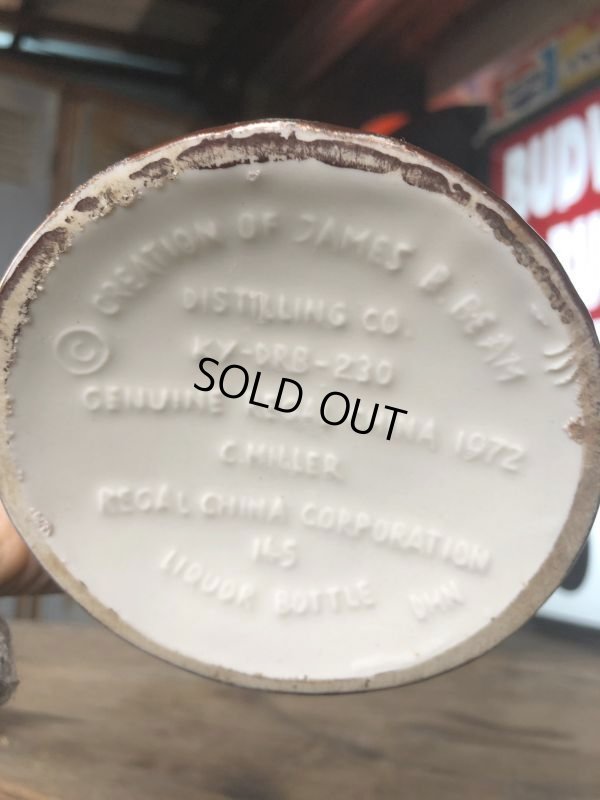 CREATION OF JAMES B. BEAM
DISTILLING CO.
©
KY-DRB-230
SOLD OUT
GENUINE REGAL CHINA 1972
C. MILLER
REGAL CHINA CORPORATION
145
LIQUOR BOTTLE